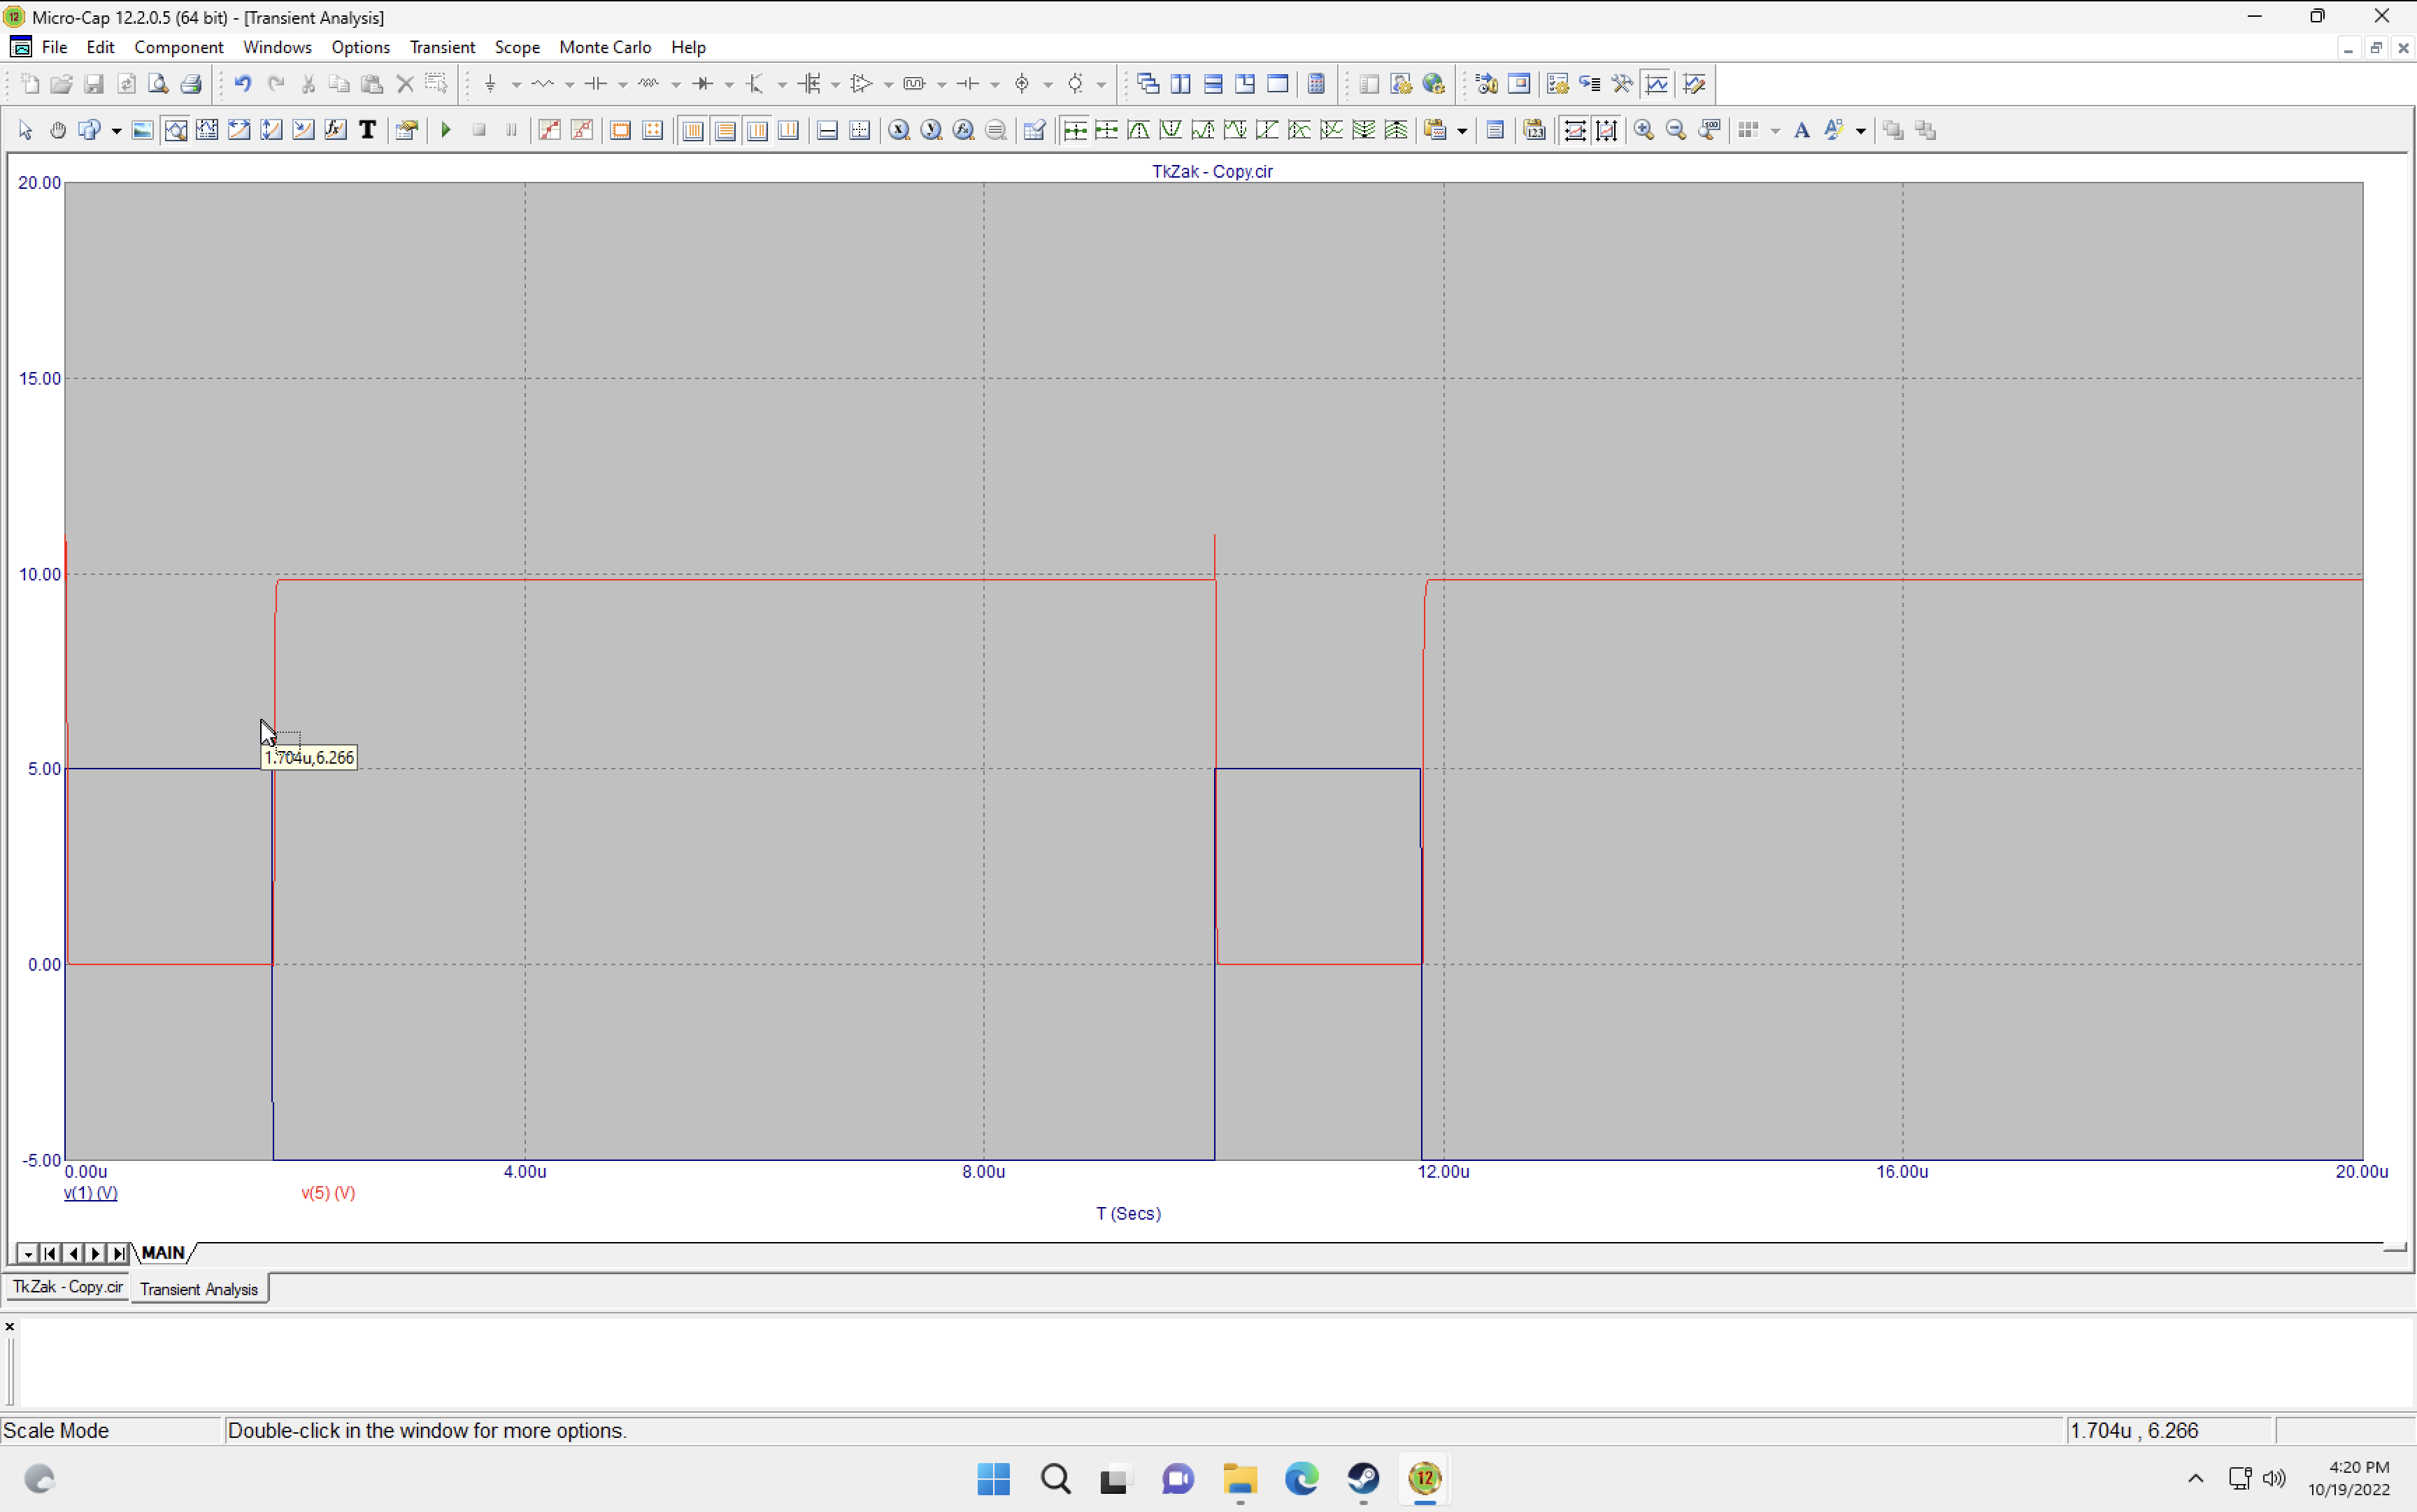 Micro-Cap 12.2.0.5 (64 bit) - [Transient Analysis]
File Edit Component Windows Options Transient Scope Monte Carlo Help
TkZak - Copy.cir
20.00
15.00
10.00
1.704u,6.266
5.00
0.00
-5.00
0.00u 4.00u 8.00u 12.00u 16.00u 20.00u
v(1) (V) v(5) (V)
T (Secs)
MAIN
TkZak - Copy.cir Transient Analysis
Scale Mode Double-click in the window for more options. 1.704u , 6.266
4:20 PM
10/19/2022